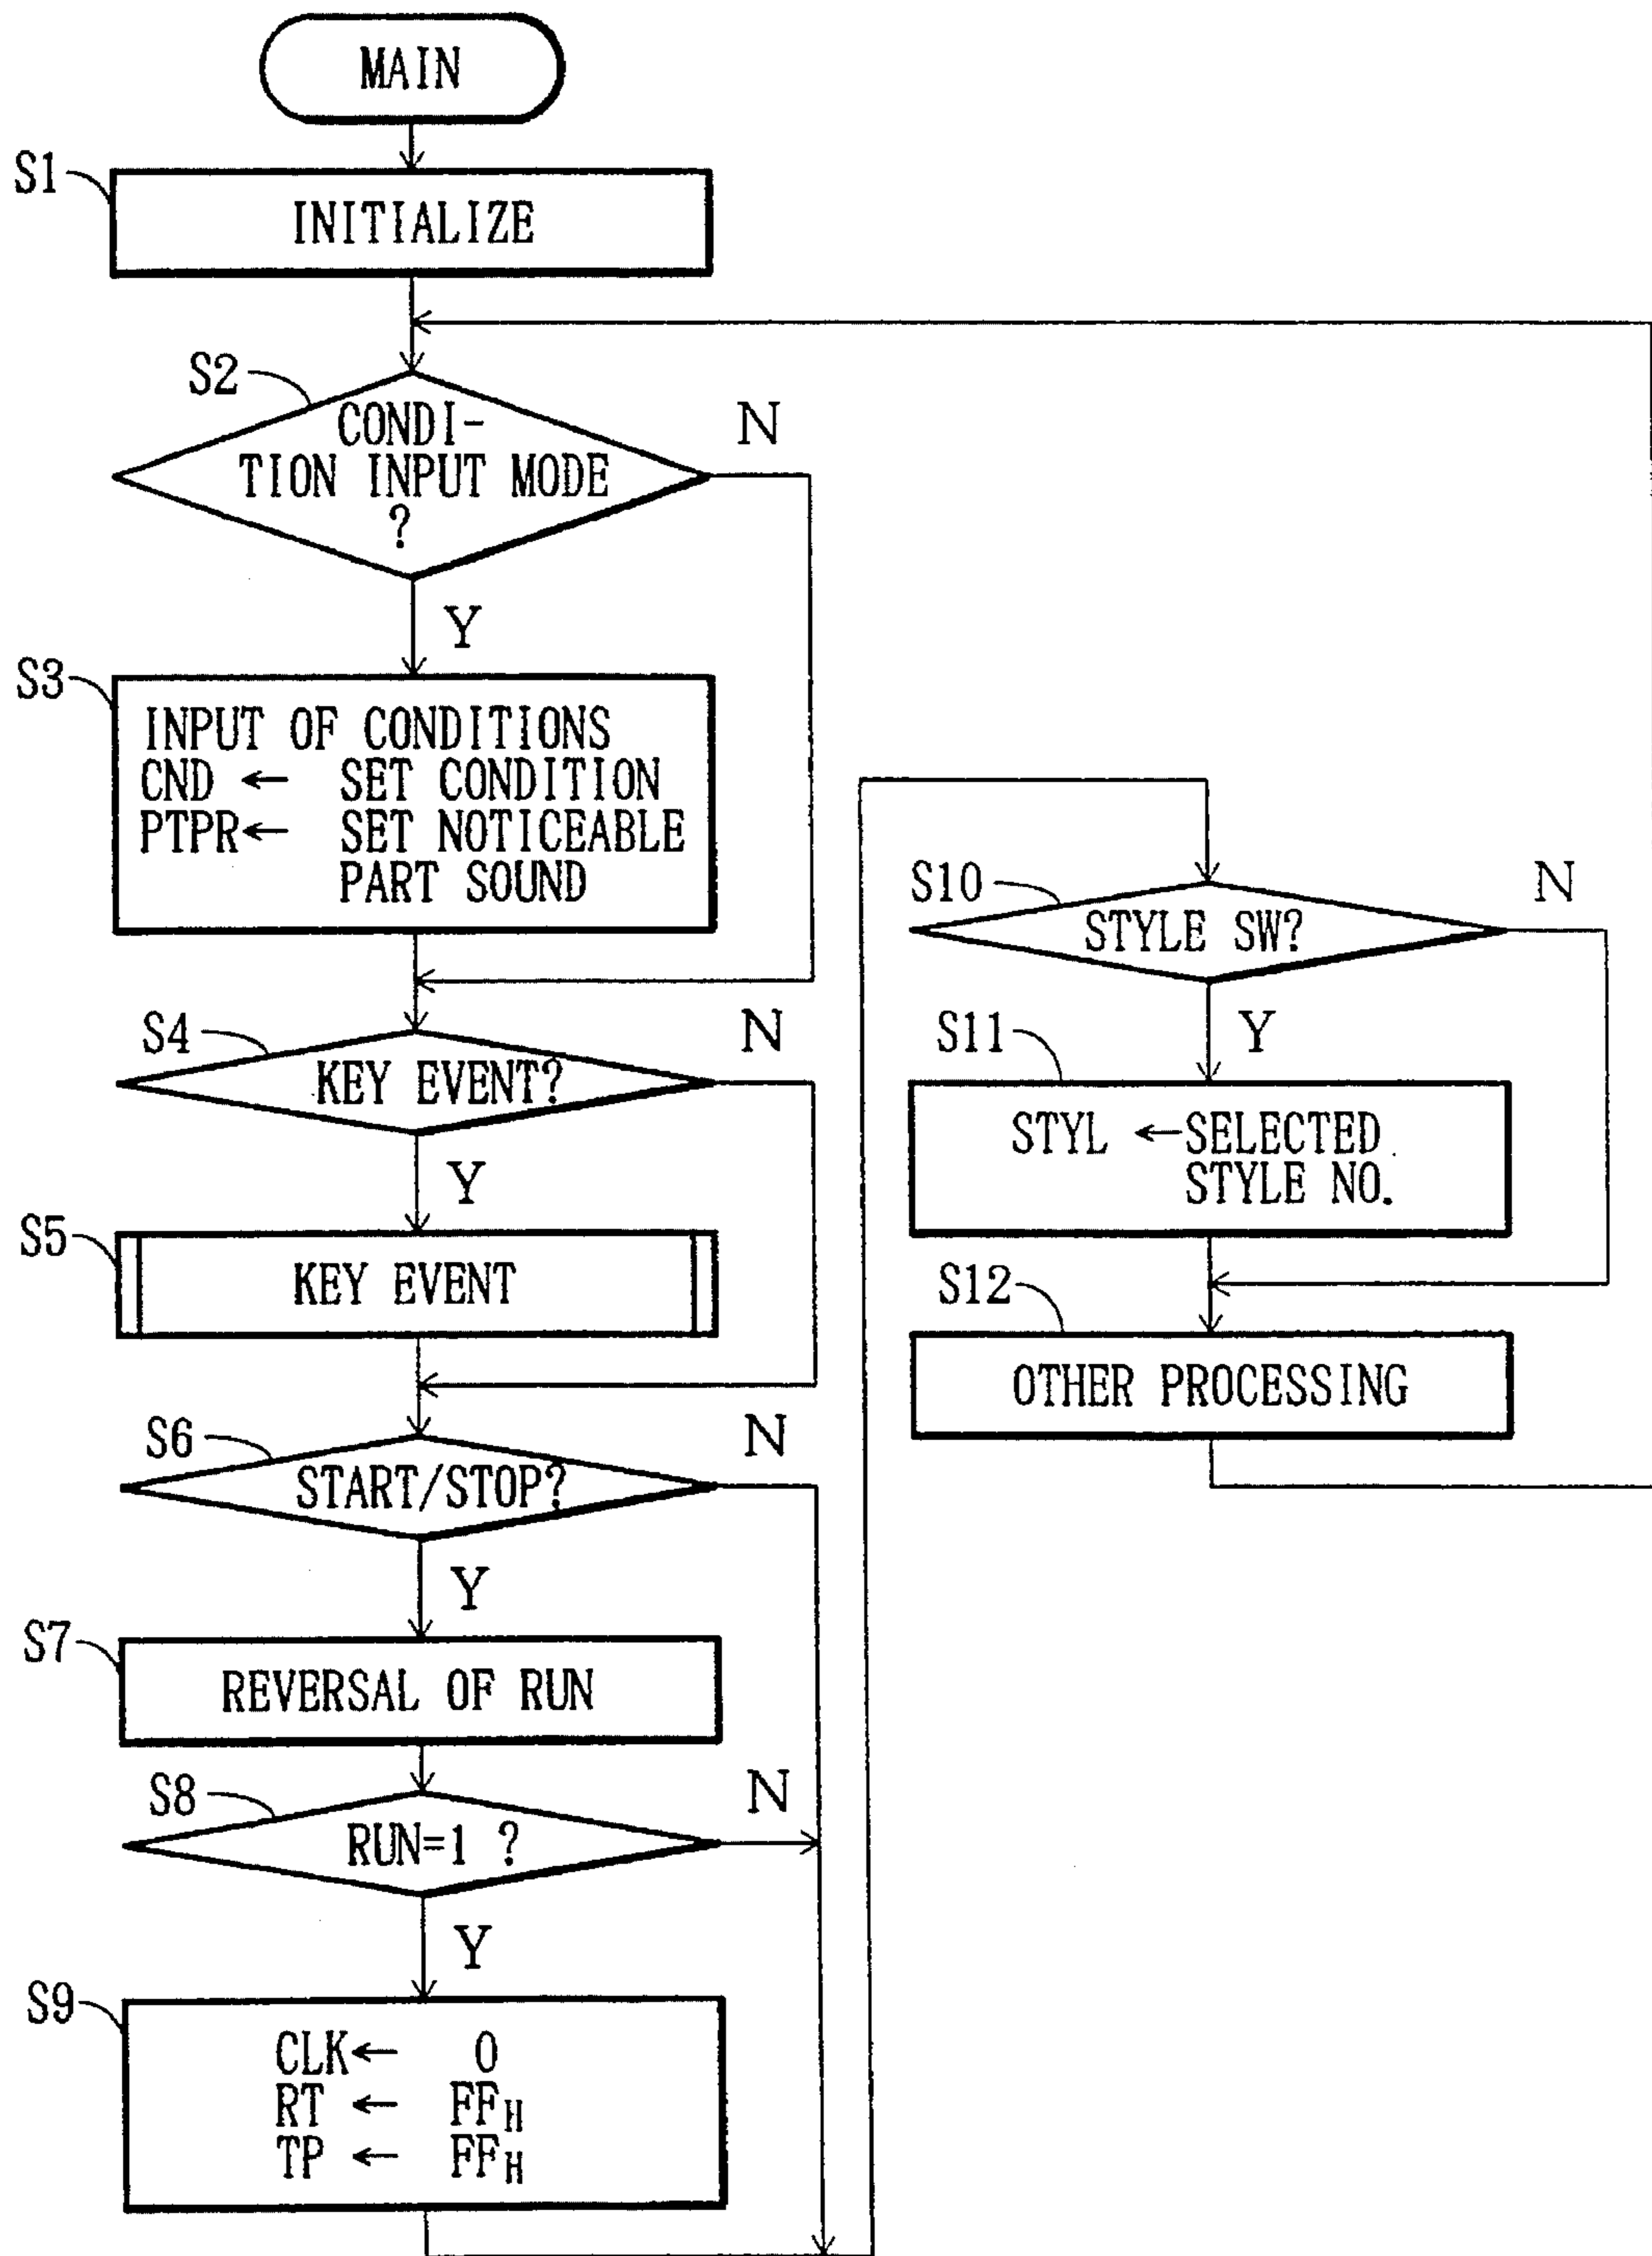 MAIN
S1
INITIALIZE
S2
CONDI-
TION INPUT MODE
?
N
Y
S3
INPUT OF CONDITIONS
CND ← SET CONDITION
PTPR← SET NOTICEABLE
PART SOUND
S4
KEY EVENT?
N
Y
S5
KEY EVENT
S6
START/STOP?
N
Y
S7
REVERSAL OF RUN
S8
RUN=1 ?
N
Y
S9
CLK← 0
RT ← FFH
TP ← FFH
S10
STYLE SW?
N
Y
S11
STYL ←SELECTED
STYLE NO.
S12
OTHER PROCESSING